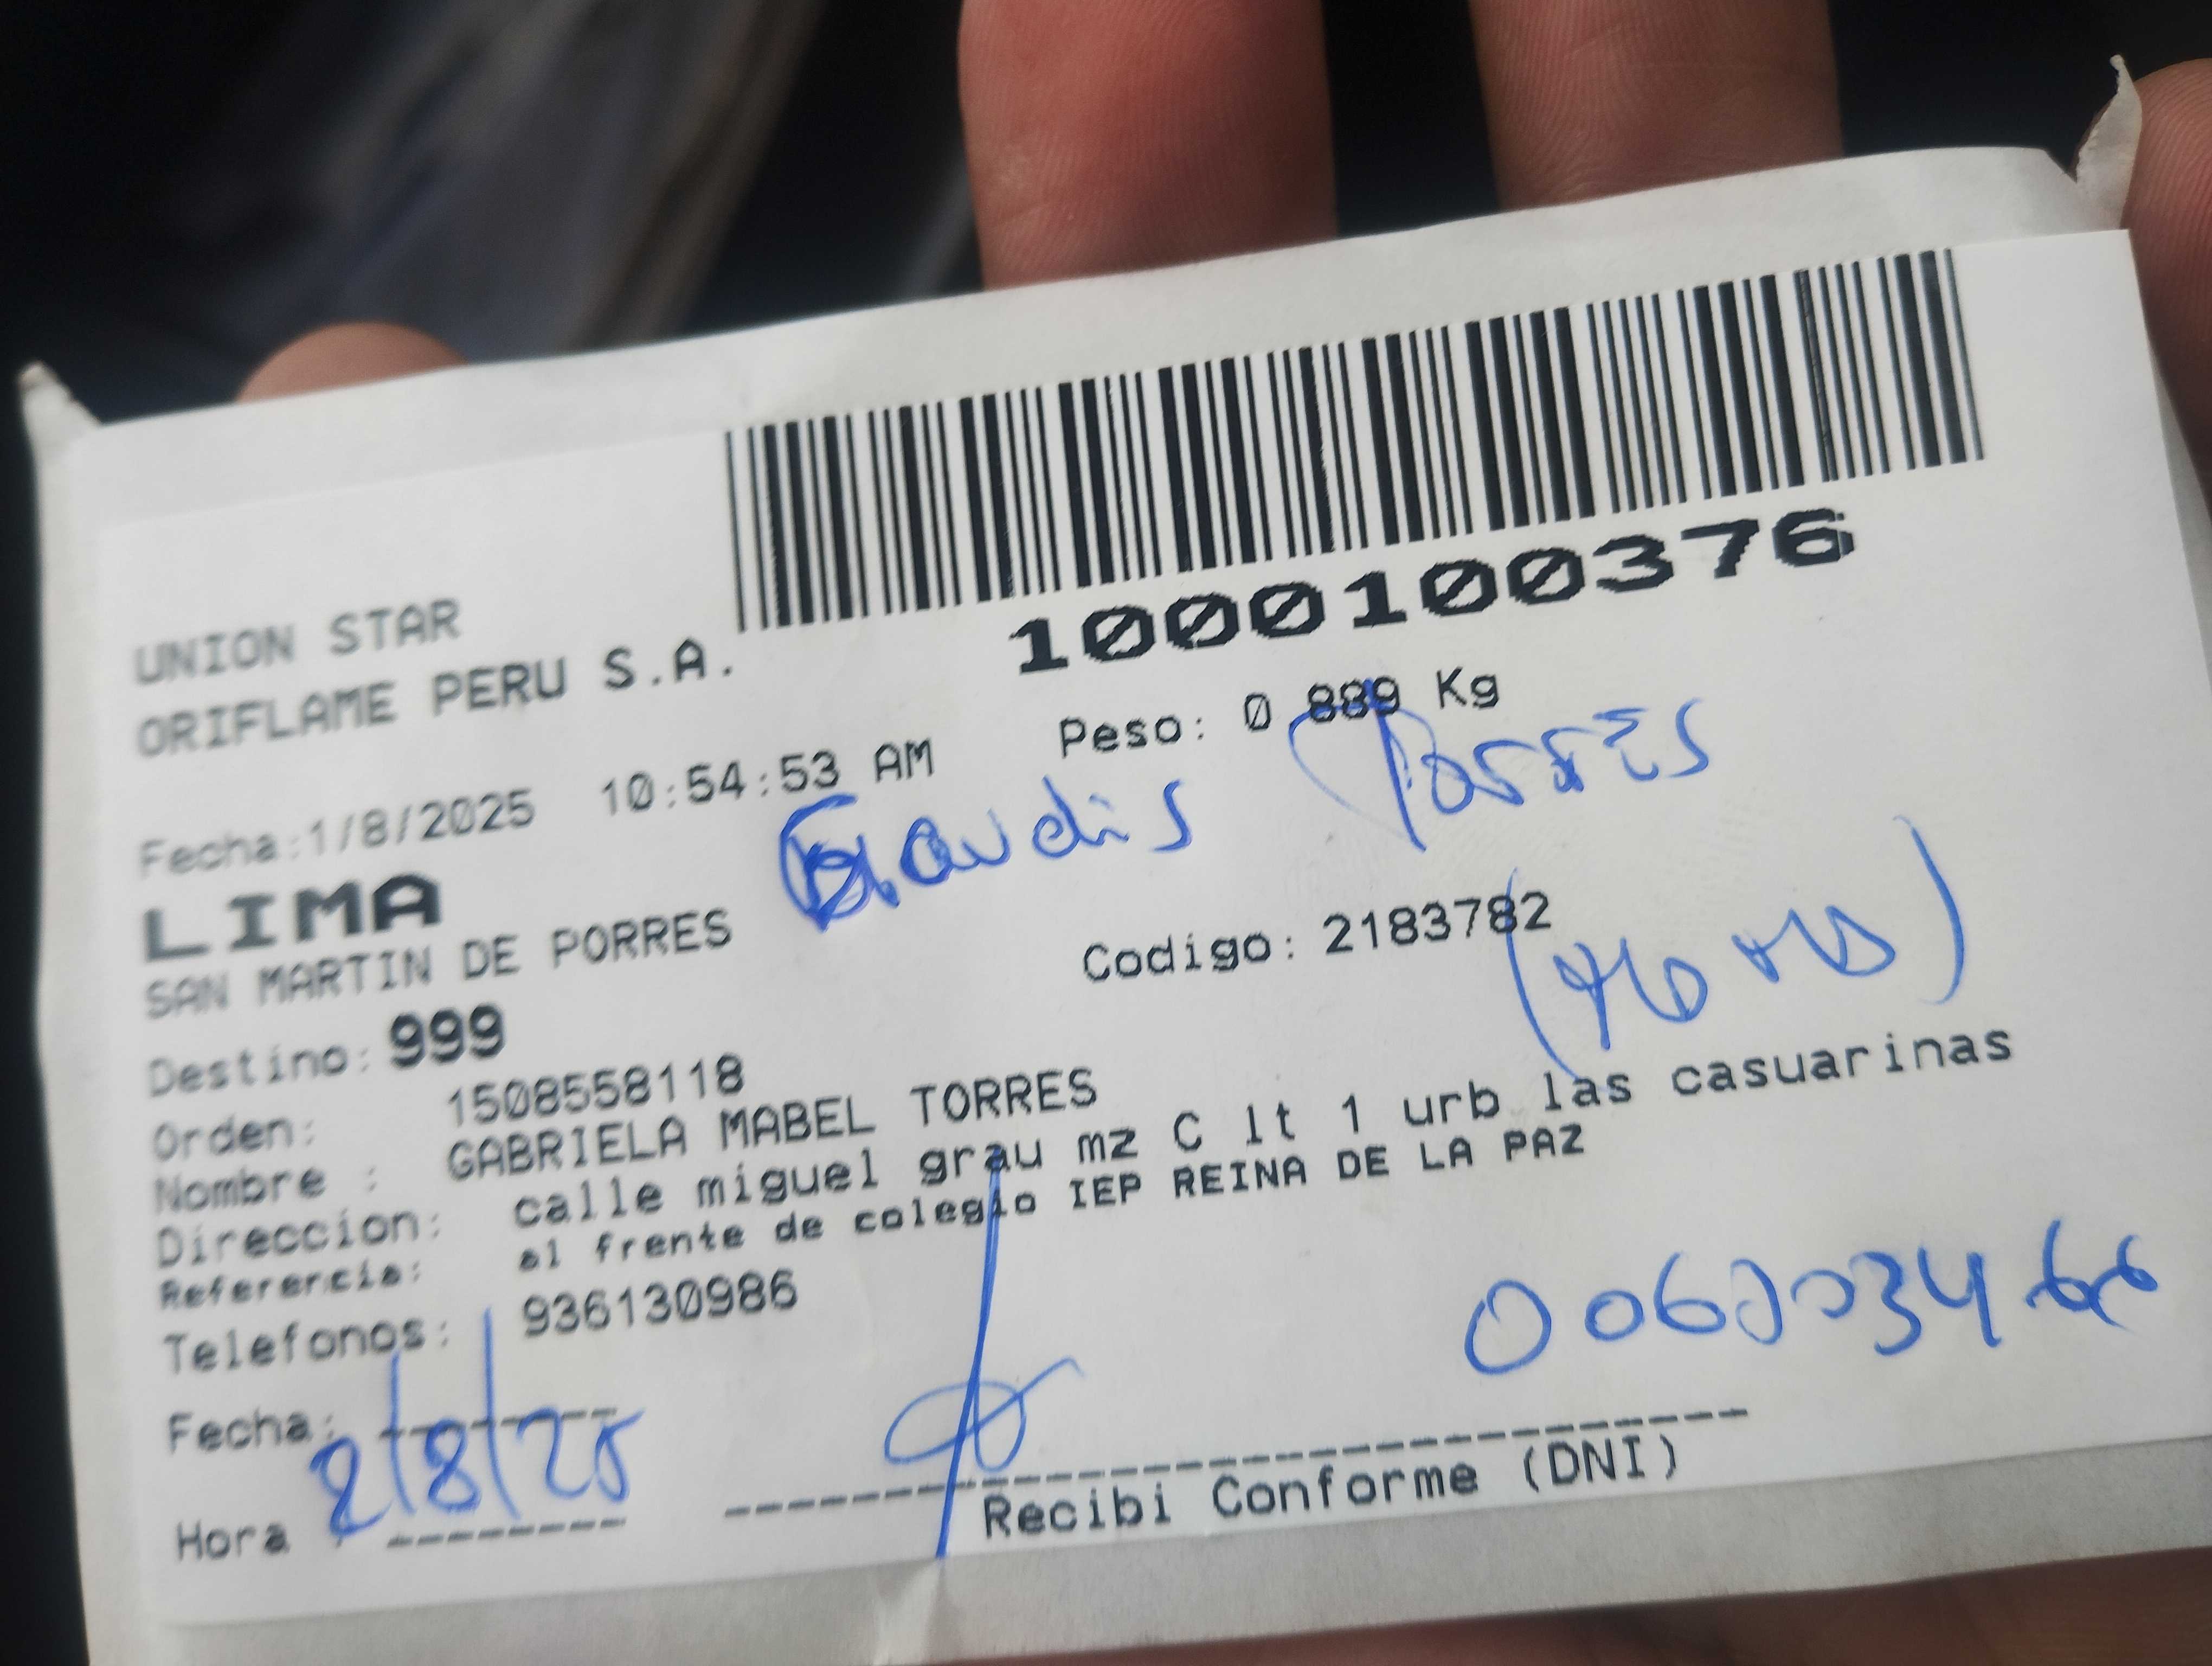 1000100376
UNION STAR
ORIFLAME PERU S.A.
Peso: 0.889 Kg
Fecha:1/8/2025 10:54:53 AM
Torres
LIMA
SAN MARTIN DE PORRES
Codigo: 2183782
Destino: 999
Orden: 1508558118
Nombre : GABRIELA MABEL TORRES
Direccion: calle miguel grau mz C lt 1 urb las casuarinas
Referencia: al frente de colegio IEP REINA DE LA PAZ
Telefonos: 936130986
Fecha: 2/8/25
Hora :
Recibi Conforme (DNI)